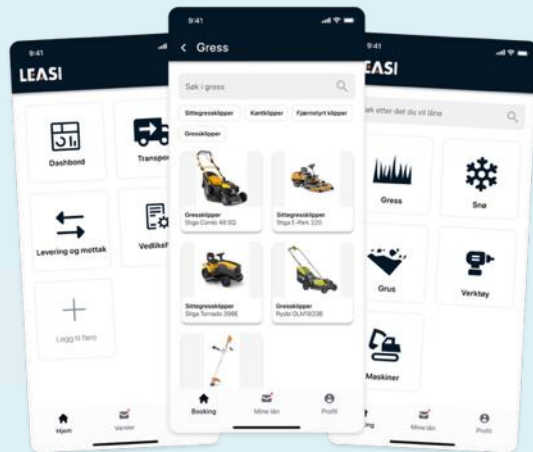 9:41
LEASI
Dashbord
Levering og mottak
Legg til flere
Hjem
Varsler
9:41
Gress
Søk i gress
Sittegressklipper
Kantklipper
Fjernstyrt klipper
Gressklipper
Gressklipper
Stiga Combi 48 SQ
Sittegressklipper
Stiga E-Park 220
Sittegressklipper
Stiga Tornado 398E
Gressklipper
Ryobi OLM1833B
Booking
Mine lån
Profil
9:41
etter det du vil låne
Gress
Snø
Grus
Verktøy
Maskiner
Mine lån
Profil